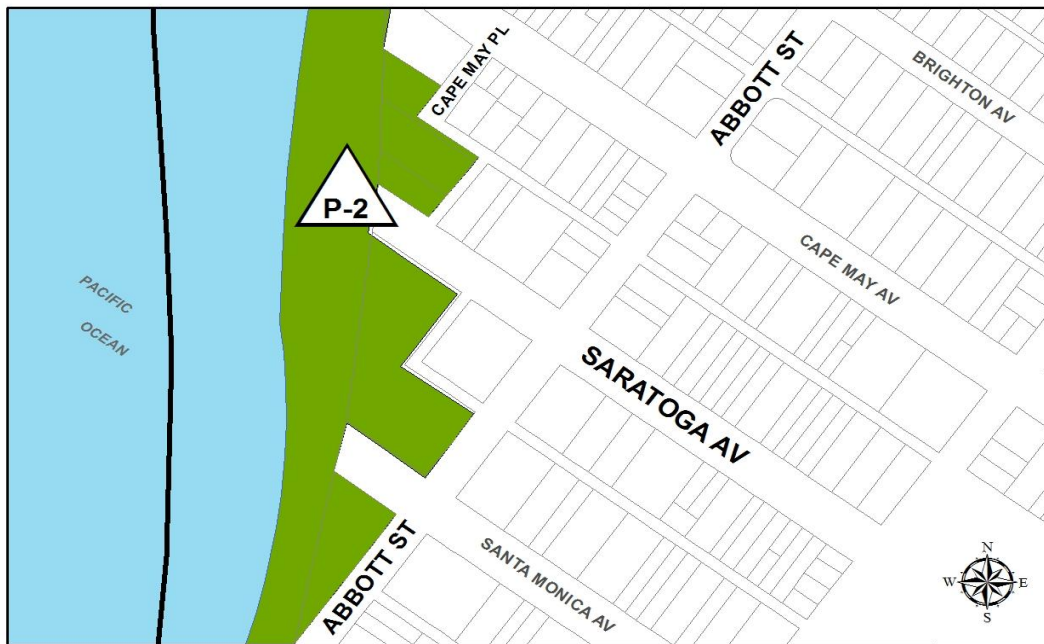 CAPE MAY PL
ABBOTT ST
BRIGHTON AV
P-2
CAPE MAY AV
PACIFIC
OCEAN
SARATOGA AV
ABBOTT ST
SANTA MONICA AV
N
W
E
S